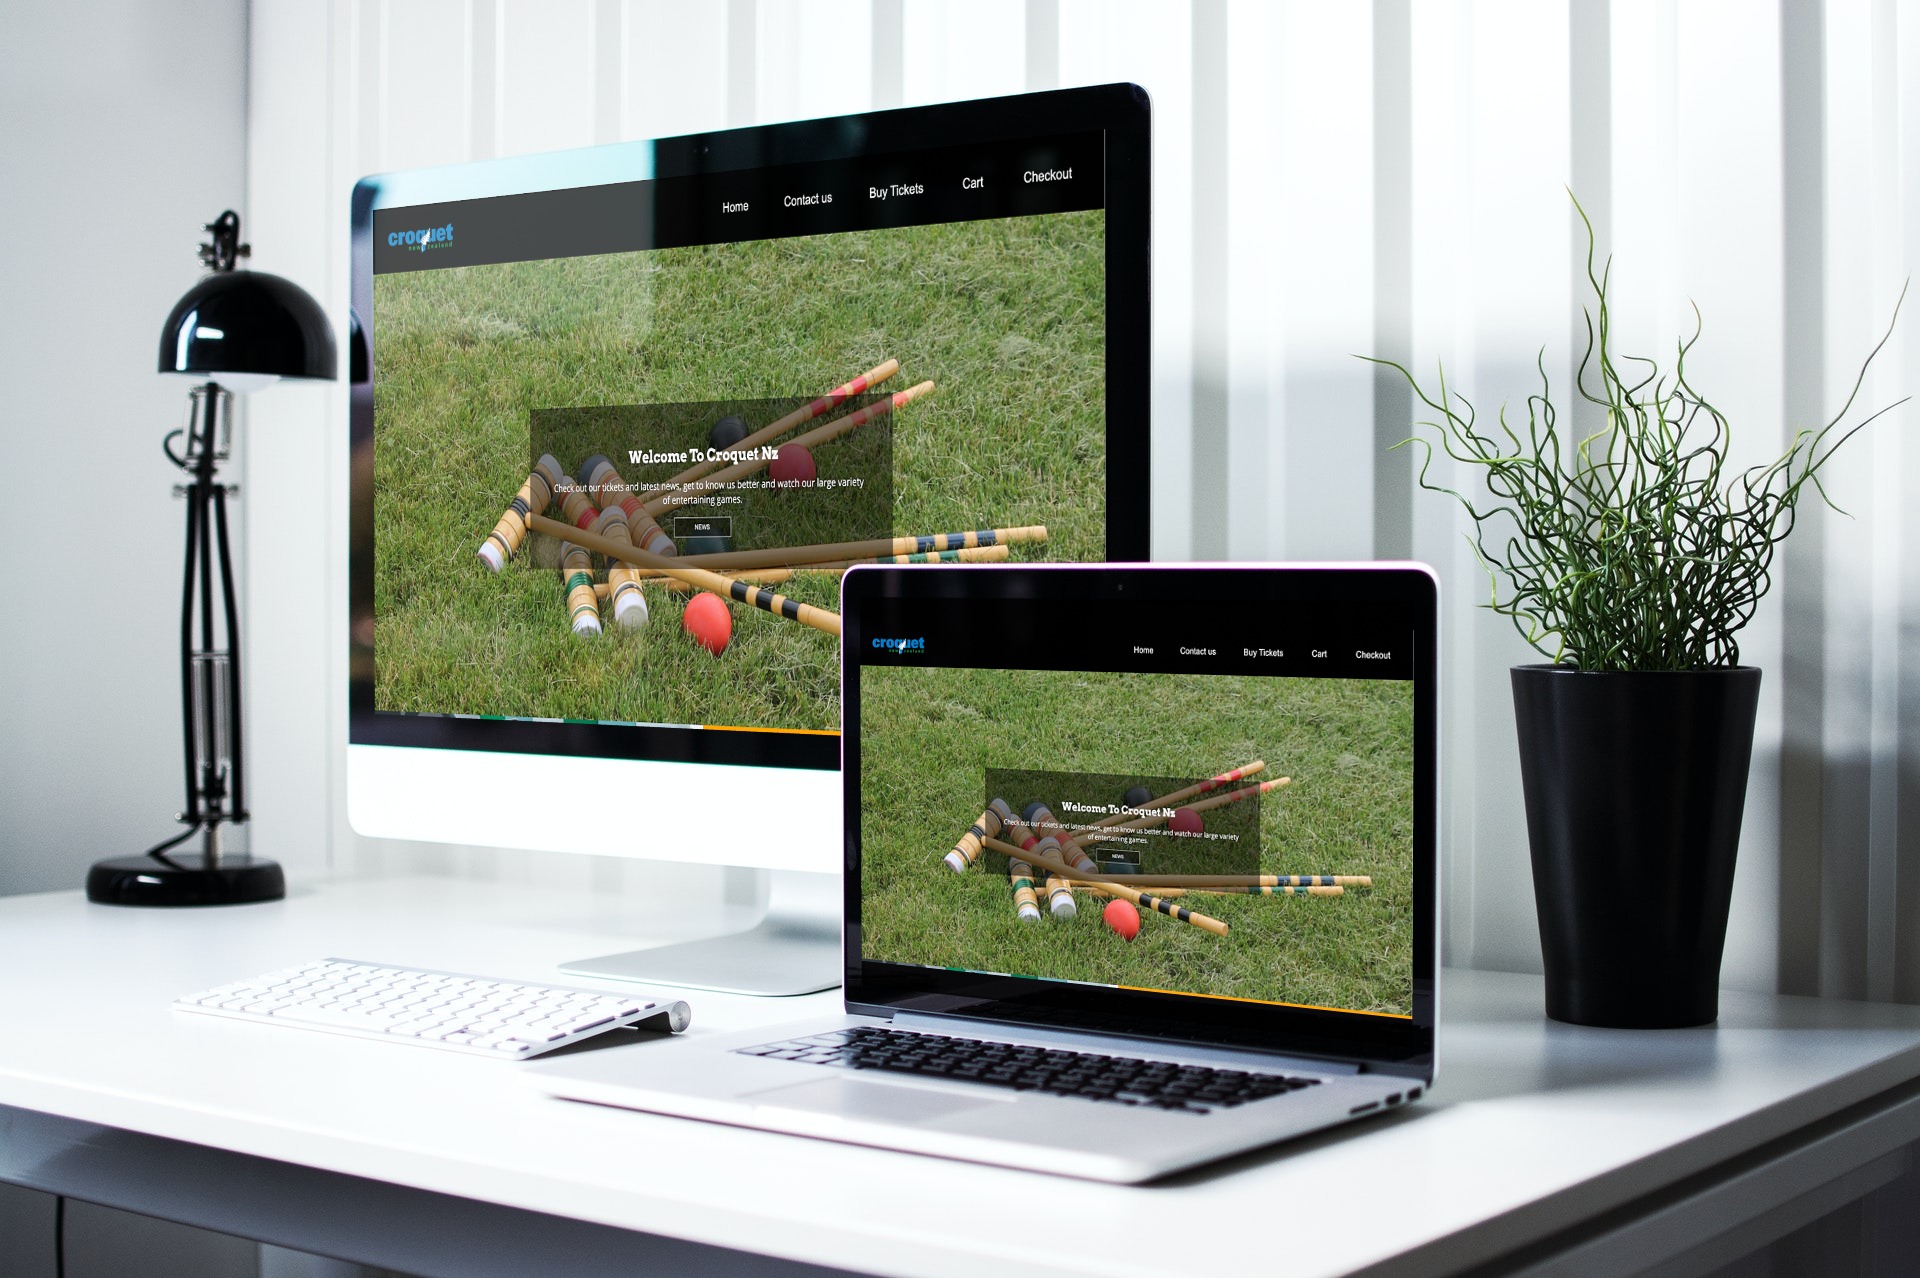 Home Contact us Buy Tickets Cart Checkout
croquet
new zealand
Welcome To Croquet Nz
Check out our tickets and latest news, get to know us better and watch our large variety
of entertaining games.
NEWS
croquet
new zealand
Home Contact us Buy Tickets Cart Checkout
Welcome To Croquet Nz
Check out our tickets and latest news, get to know us better and watch our large variety
of entertaining games.
NEWS